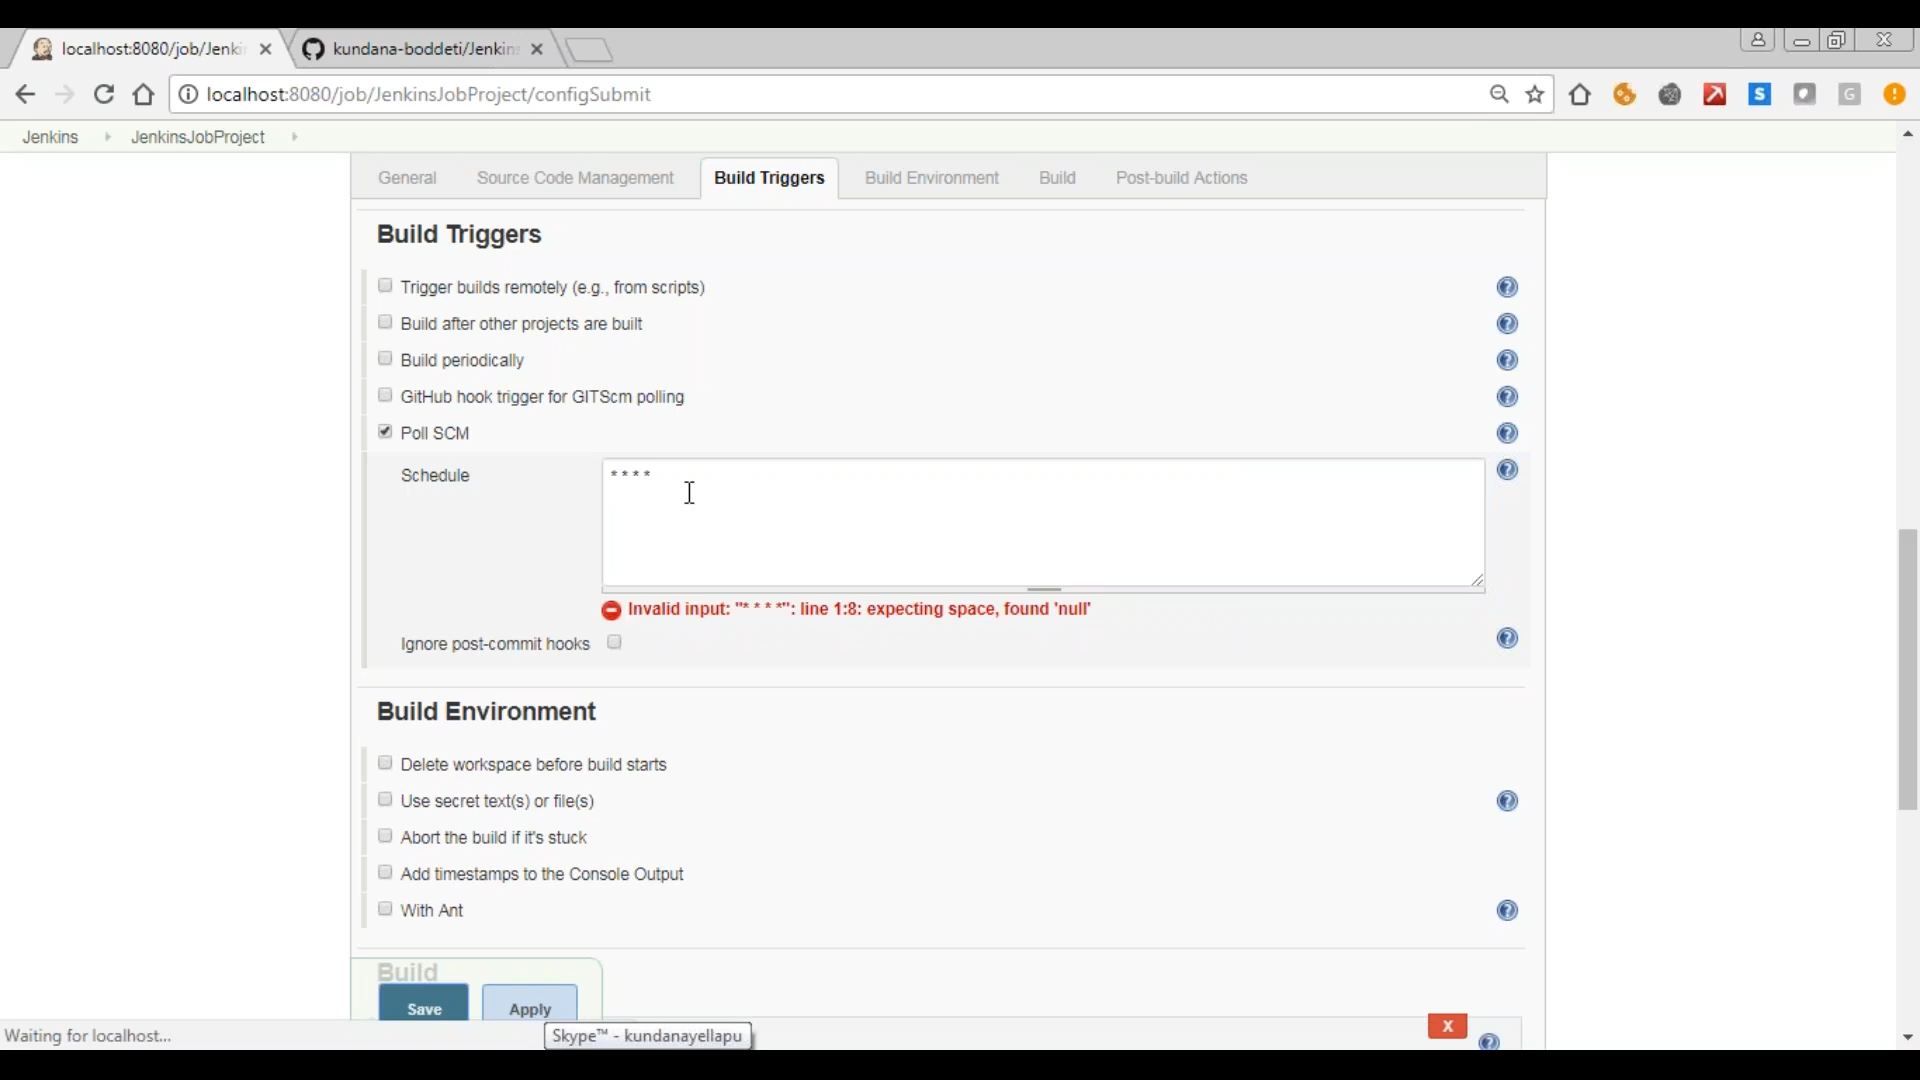 localhost:8080/job/Jenki
kundana-boddeti/Jenkin
localhost:8080/job/JenkinsJobProject/configSubmit
S
G
Jenkins
JenkinsJobProject
General
Source Code Management
Build Triggers
Build Environment
Build
Post-build Actions
Build Triggers
Trigger builds remotely (e.g., from scripts)
Build after other projects are built
Build periodically
GitHub hook trigger for GITScm polling
Poll SCM
Schedule
* * * *
Invalid input: "* * * *": line 1:8: expecting space, found 'null'
Ignore post-commit hooks
Build Environment
Delete workspace before build starts
Use secret text(s) or file(s)
Abort the build if it's stuck
Add timestamps to the Console Output
With Ant
Build
Save
Apply
X
Waiting for localhost...
Skype™ - kundanayellapu